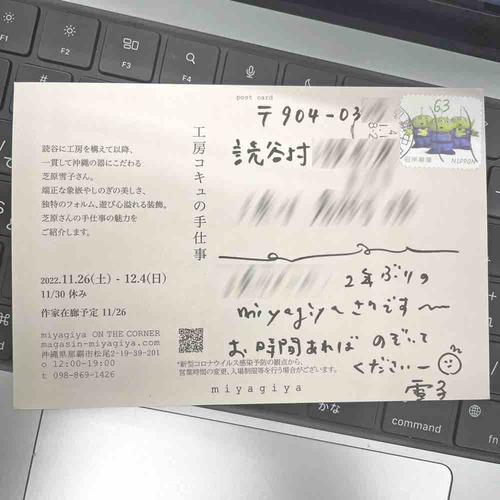 post card
〒904-03
読谷村
工房コキュの手仕事
読谷に工房を構えて以降、
一貫して沖縄の器にこだわる
芝原雪子さん。
端正な象嵌やしのぎの美しさ、
独特のフォルム、遊び心溢れる装飾。
芝原さんの手仕事の魅力を
ご紹介します。
2022.11.26(土) - 12.4(日)
11/30 休み
作家在廊予定 11/26
miyagiya ON THE CORNER
magasin-miyagiya.com
沖縄県那覇市松尾2-19-39-201
o 12:00-19:00
t 098-869-1426
*新型コロナウイルス感染予防の観点から、
営業時間の変更、入場制限等を行う場合がございます。
miyagiya
2年ぶりの
miyagiyaさんです〜
お時間あれば のぞいて
くださいー
雪子
63
日本郵便 NIPPON
かな
command
option